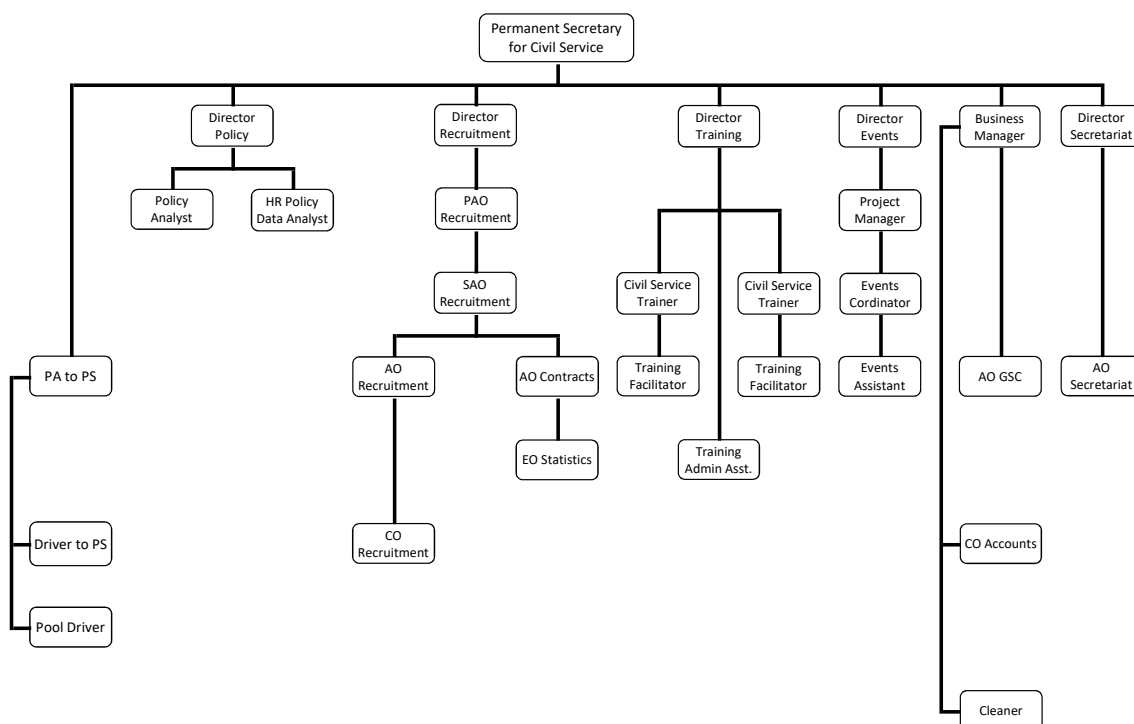 Permanent Secretary
for Civil Service
Director
Policy
Director
Recruitment
Director
Training
Director
Events
Business
Manager
Director
Secretariat
Policy
Analyst
HR Policy
Data Analyst
PAO
Recruitment
Project
Manager
SAO
Recruitment
Civil Service
Trainer
Civil Service
Trainer
Events
Cordinator
PA to PS
AO
Recruitment
AO Contracts
Training
Facilitator
Training
Facilitator
Events
Assistant
AO GSC
AO
Secretariat
EO Statistics
Training
Admin Asst.
Driver to PS
CO
Recruitment
CO Accounts
Pool Driver
Cleaner